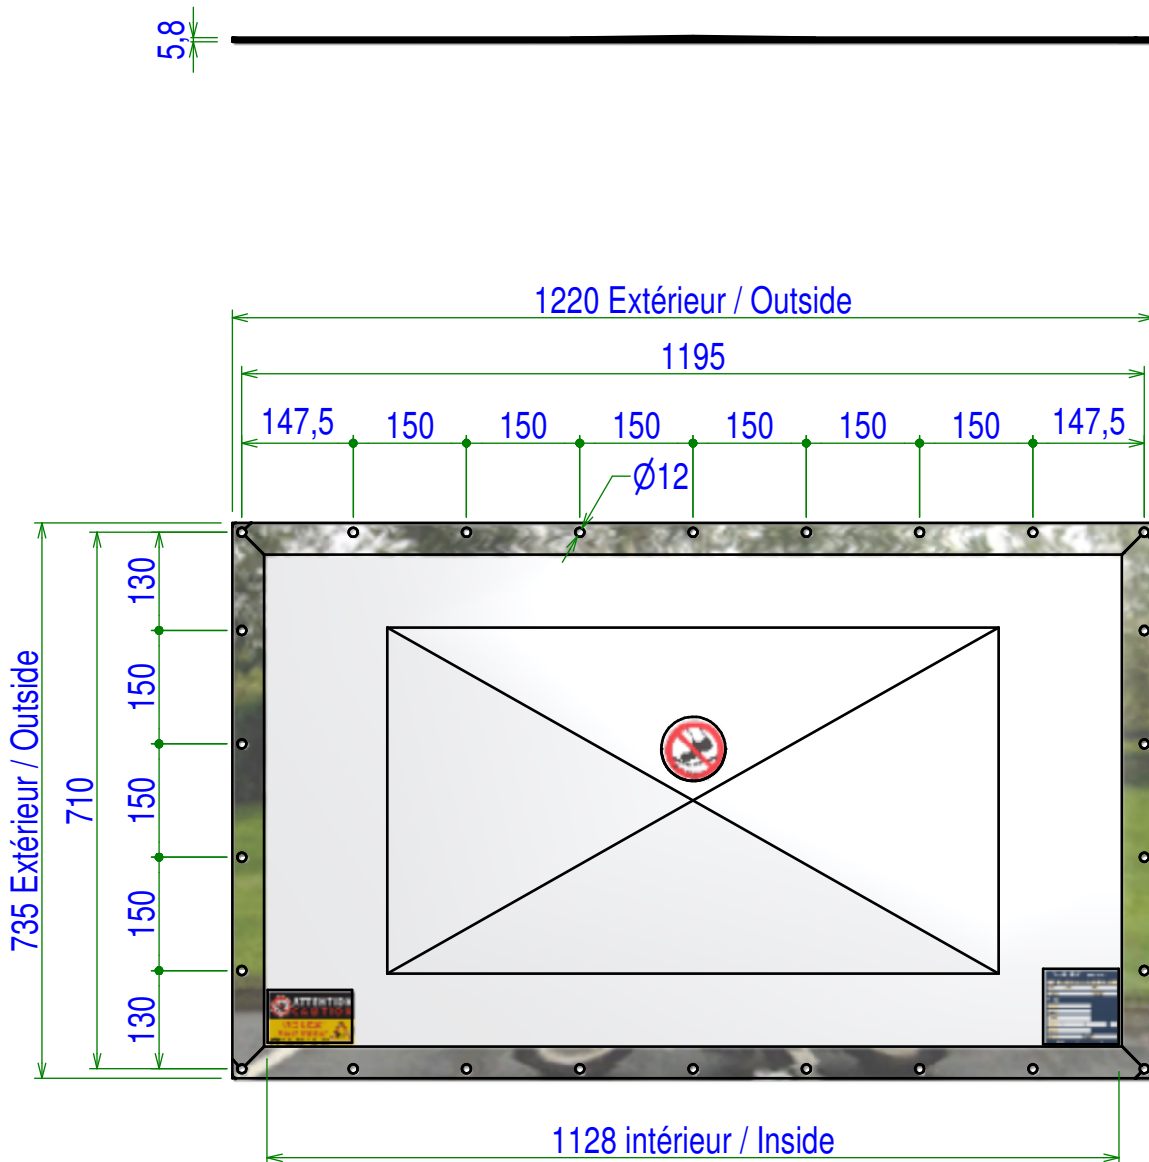 5,8
1220 Extérieur / Outside
1195
147,5 150 150 150 150 150 150 147,5
Ø12
130
150
150
150
130
710
735 Extérieur / Outside
ATTENTION
CAUTION
1128 intérieur / Inside